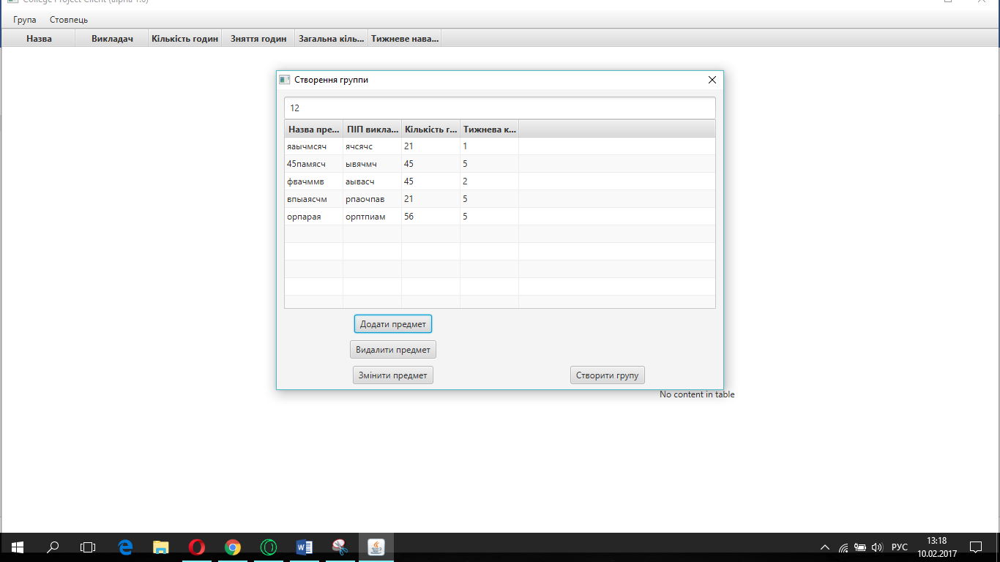 College Project Client (alpha 1.0)
Група Стовпець
Назва Викладач Кількість годин Зняття годин Загальна кіль... Тижневе нава...
Створення группи
12
Назва пре... ПІП викла... Кількість г... Тижнева к...
яаычмсяч ячсячс 21 1
45памясч ывячмч 45 5
фвачммв аывасч 45 2
впыаясчм рпаочпав 21 5
орпарая орптпиам 56 5
Додати предмет
Видалити предмет
Змінити предмет Створити групу
No content in table
РУС 13:18
10.02.2017